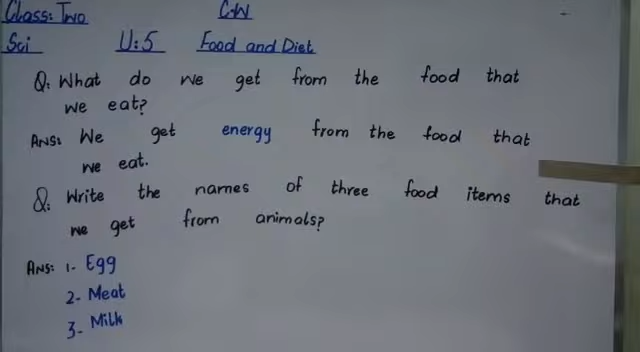 Class: Two C.W
Sci U:5 Food and Diet
Q: What do we get from the food that
we eat?
Ans: We get energy from the food that
we eat.
Q: Write the names of three food items that
we get from animals?
Ans: 1- Egg
2- Meat
3- Milk